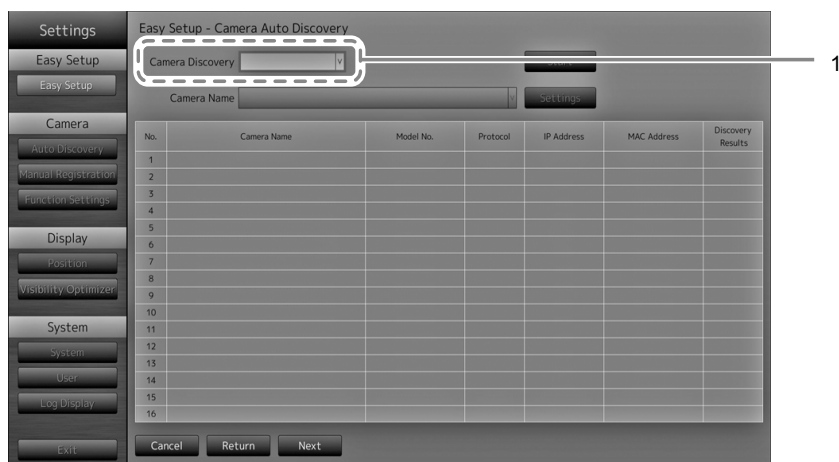 Settings
Easy Setup
Easy Setup
Camera
Auto Discovery
Manual Registration
Function Settings
Display
Position
Visibility Optimizer
System
System
User
Log Display
Exit
Easy Setup - Camera Auto Discovery
Camera Discovery
Start
1
Camera Name
Settings
No. Camera Name Model No. Protocol IP Address MAC Address Discovery Results
1
2
3
4
5
6
7
8
9
10
11
12
13
14
15
16
Cancel Return Next